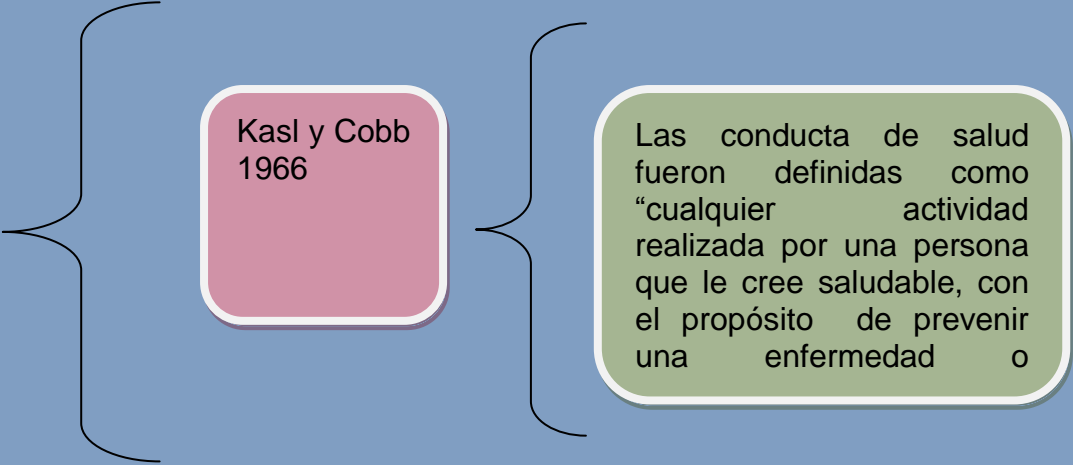 Kasl y Cobb
1966
Las conducta de salud
fueron definidas como
“cualquier actividad
realizada por una persona
que le cree saludable, con
el propósito de prevenir
una enfermedad o